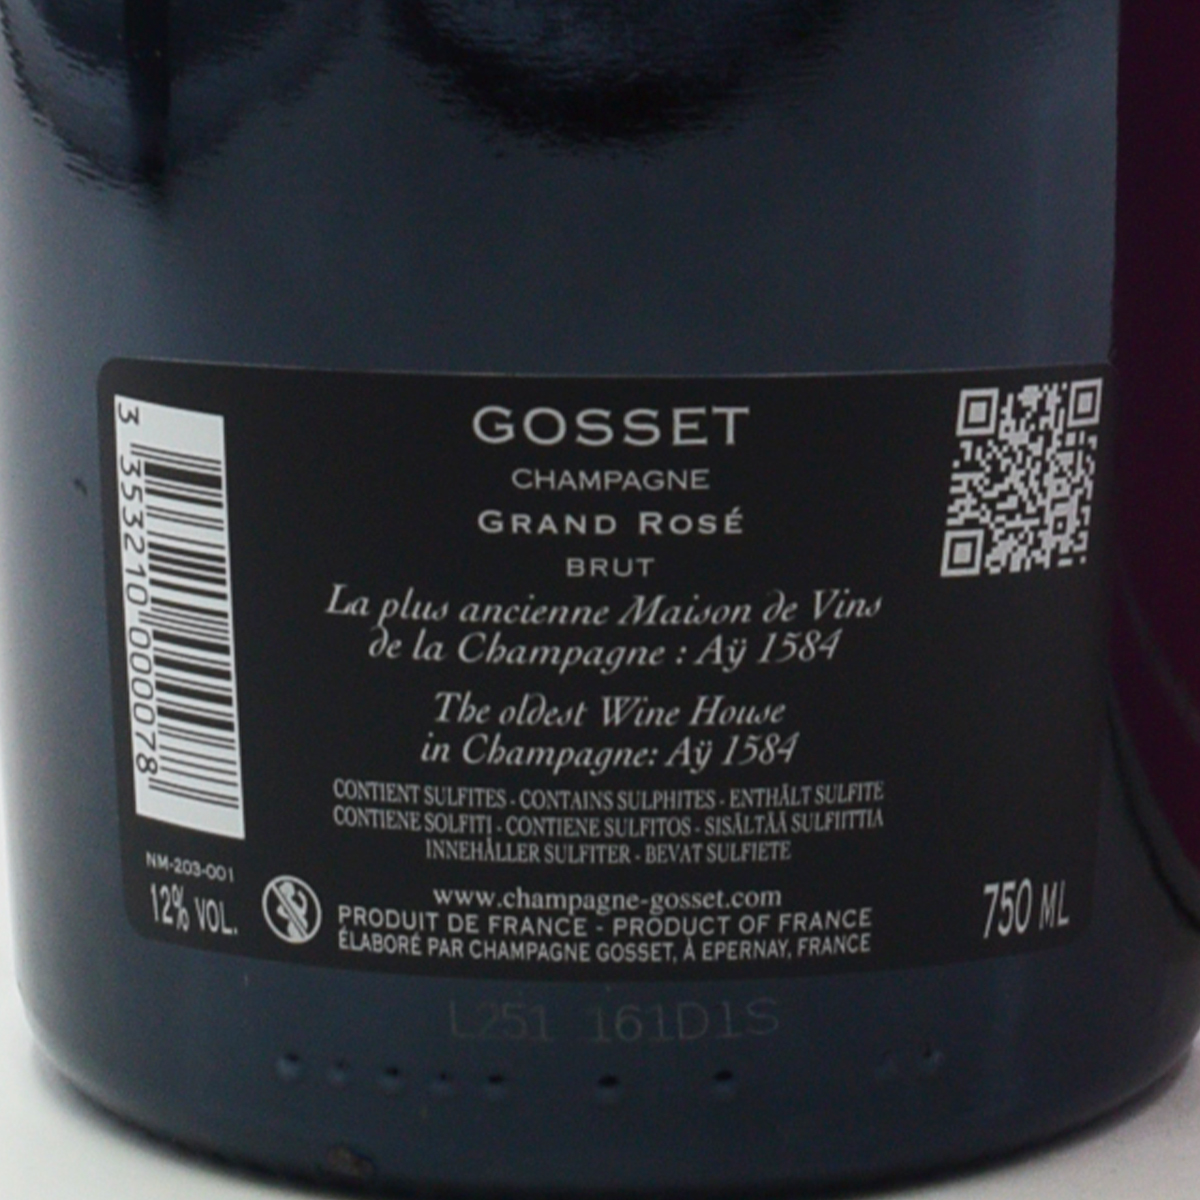 GOSSET
CHAMPAGNE
GRAND ROSÉ
BRUT
La plus ancienne Maison de Vins
de la Champagne : Aÿ 1584
The oldest Wine House
in Champagne: Aÿ 1584
CONTIENT SULFITES - CONTAINS SULPHITES - ENTHÄLT SULFITE
CONTIENE SOLFITI - CONTIENE SULFITOS - SISÄLTÄÄ SULFIITTIA
INNEHÅLLER SULFITER - BEVAT SULFIETE
www.champagne-gosset.com
PRODUIT DE FRANCE - PRODUCT OF FRANCE
ÉLABORÉ PAR CHAMPAGNE GOSSET, À EPERNAY, FRANCE
3 353210 000078
NM-203-001
12% VOL.
750 ML
L251 161D1S